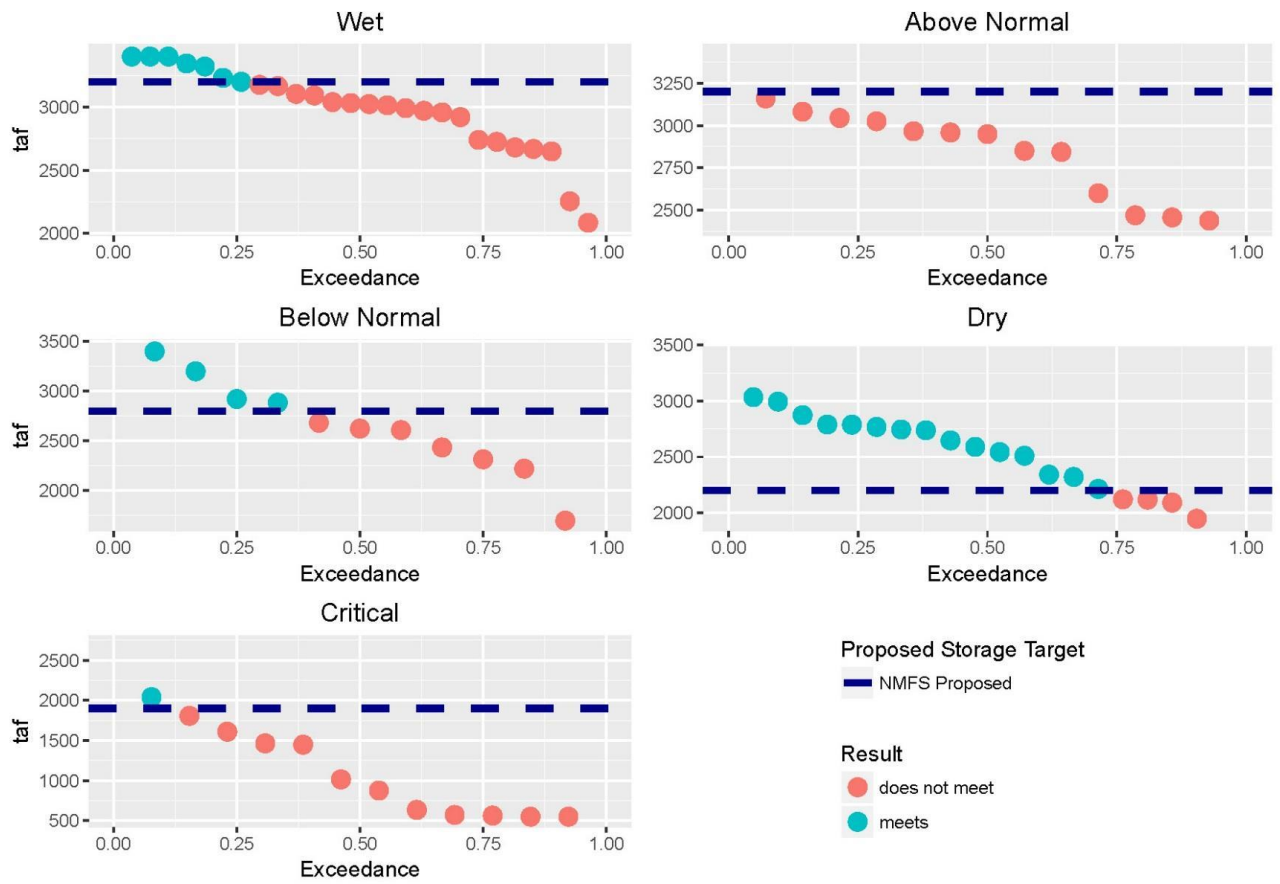 Wet
3000
2500
2000
taf
0.00 0.25 0.50 0.75 1.00
Exceedance
Above Normal
3250
3000
2750
2500
0.00 0.25 0.50 0.75 1.00
Exceedance
Below Normal
3500
3000
2500
2000
taf
0.00 0.25 0.50 0.75 1.00
Exceedance
Dry
3500
3000
2500
2000
0.00 0.25 0.50 0.75 1.00
Exceedance
Critical
2500
2000
1500
1000
500
taf
0.00 0.25 0.50 0.75 1.00
Exceedance
Proposed Storage Target
NMFS Proposed
Result
does not meet
meets